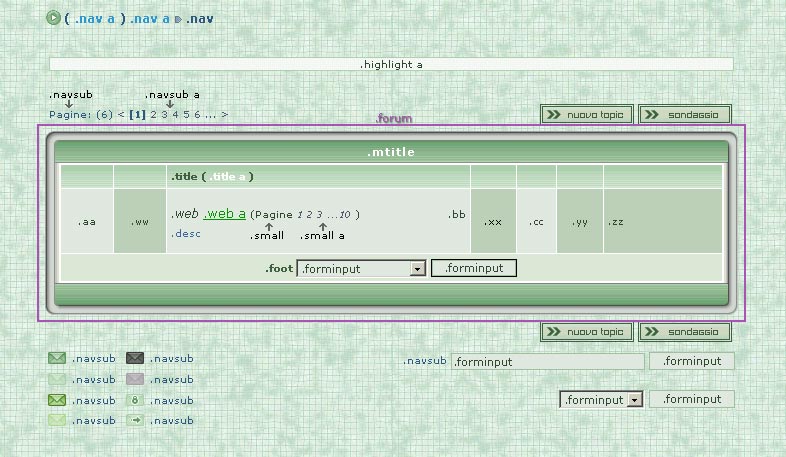 ( .nav a ) .nav a .nav
.highlight a
.navsub .navsub a
Pagine: (6) < [1] 2 3 4 5 6 ... >
nuovo topic sondaggio
.forum
.mtitle
.title ( .title a )
.aa .ww .web .web a (Pagine 1 2 3 ...10 ) .bb .xx .cc .yy .zz
.desc .small .small a
.foot .forminput .forminput
nuovo topic sondaggio
.navsub .navsub .navsub .forminput .forminput
.navsub .navsub
.navsub 8 .navsub .forminput .forminput
.navsub .navsub